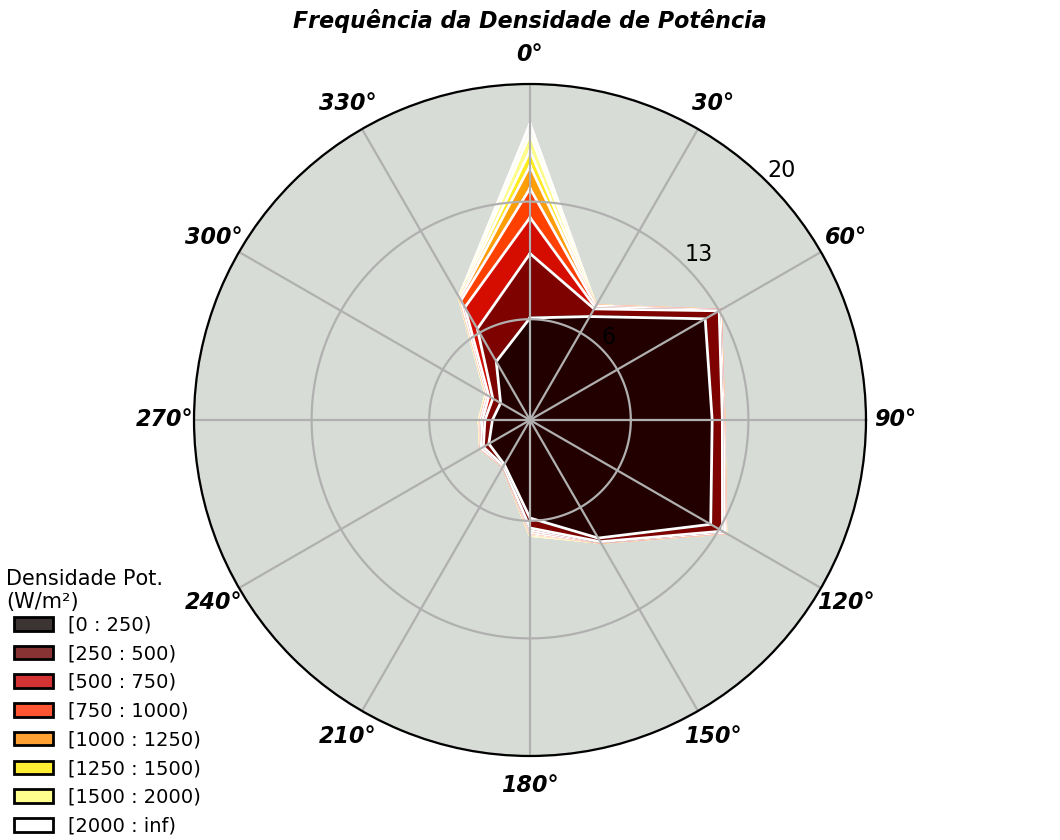 Frequência da Densidade de Potência
0°
330°
30°
20
300°
60°
13
6
270°
90°
240°
120°
210°
150°
180°
Densidade Pot.
(W/m²)
[0 : 250)
[250 : 500)
[500 : 750)
[750 : 1000)
[1000 : 1250)
[1250 : 1500)
[1500 : 2000)
[2000 : inf)